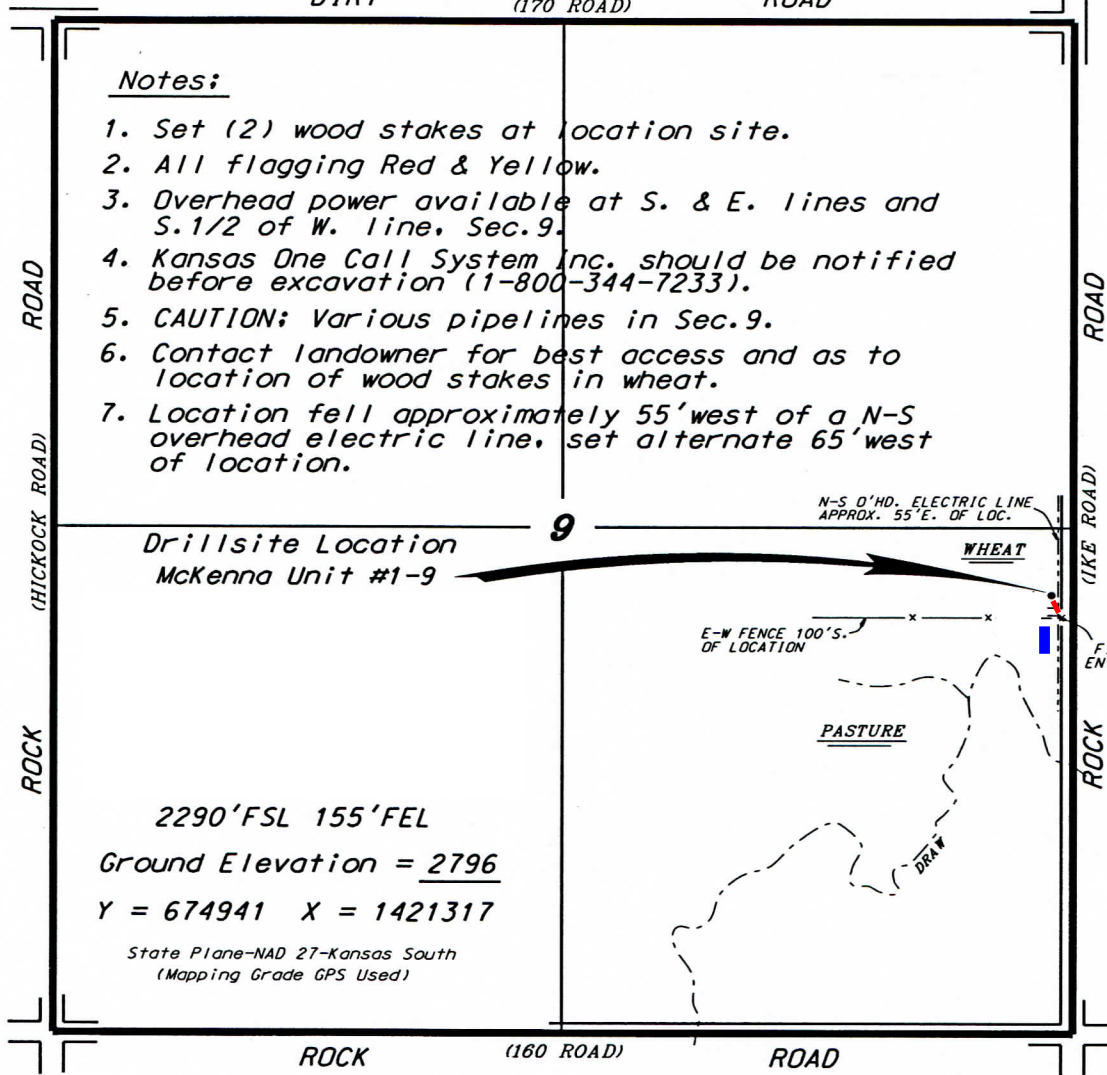 DIRT (170 ROAD) ROAD
Notes:
1. Set (2) wood stakes at location site.
2. All flagging Red & Yellow.
3. Overhead power available at S. & E. lines and
S.1/2 of W. line, Sec.9.
4. Kansas One Call System Inc. should be notified
before excavation (1-800-344-7233).
5. CAUTION: Various pipelines in Sec.9.
6. Contact landowner for best access and as to
location of wood stakes in wheat.
7. Location fell approximately 55'west of a N-S
overhead electric line, set alternate 65'west
of location.
ROAD
(HICKOCK ROAD)
ROCK
ROAD
(IKE ROAD)
ROCK
N-S O'HD. ELECTRIC LINE
APPROX. 55'E. OF LOC.
9
Drillsite Location
McKenna Unit #1-9
WHEAT
E-W FENCE 100'S.
OF LOCATION
PASTURE
DRAW
2290'FSL 155'FEL
Ground Elevation = 2796
Y = 674941 X = 1421317
State Plane-NAD 27-Kansas South
(Mapping Grade GPS Used)
ROCK (160 ROAD) ROAD